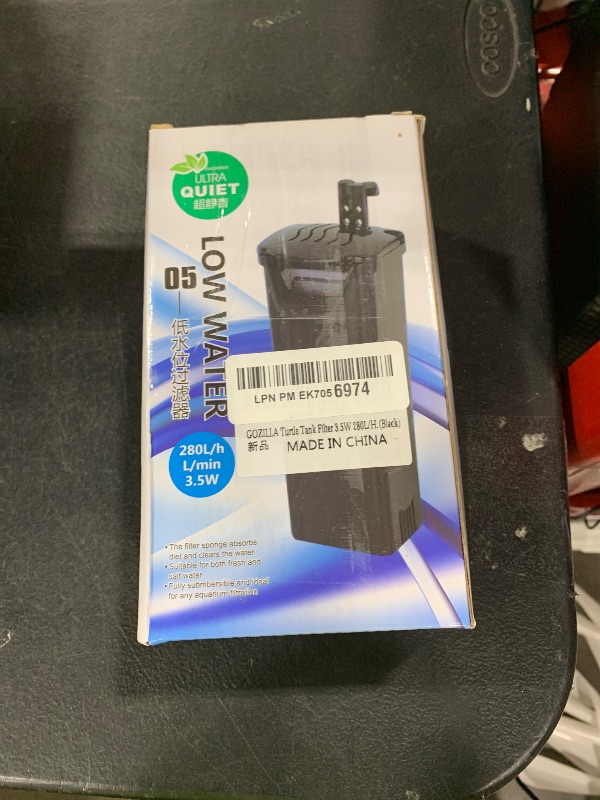 COSCO
ULTRA
QUIET
超静音
LOW WATER
05
低水位过滤器
280L/h
L/min
3.5W
LPN PM EK705 6974
GOZILLA Turtle Tank Filter 3.5W 280L/H. (Black)
新品 MADE IN CHINA
• The filter sponge absorbs
diet and clears the water
• Suitable for both fresh and
salt water
• Fully submbersible and ideal
for any aquarium filtration